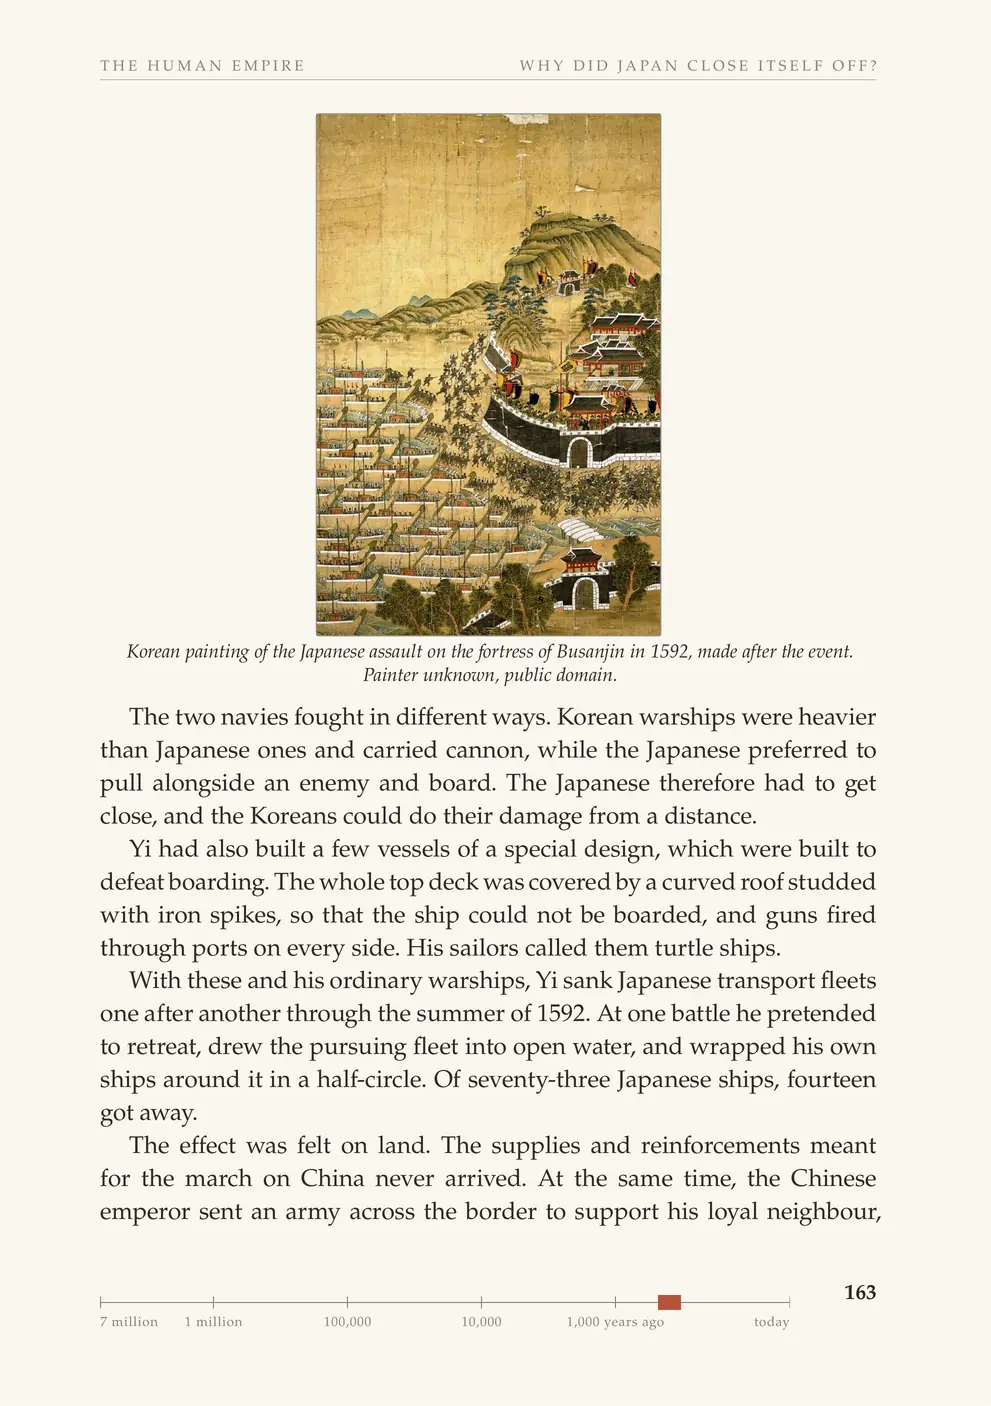 THE HUMAN EMPIRE
WHY DID JAPAN CLOSE ITSELF OFF?
Korean painting of the Japanese assault on the fortress of Busanjin in 1592, made after the event.
Painter unknown, public domain.
The two navies fought in different ways. Korean warships were heavier
than Japanese ones and carried cannon, while the Japanese preferred to
pull alongside an enemy and board. The Japanese therefore had to get
close, and the Koreans could do their damage from a distance.
Yi had also built a few vessels of a special design, which were built to
defeat boarding. The whole top deck was covered by a curved roof studded
with iron spikes, so that the ship could not be boarded, and guns fired
through ports on every side. His sailors called them turtle ships.
With these and his ordinary warships, Yi sank Japanese transport fleets
one after another through the summer of 1592. At one battle he pretended
to retreat, drew the pursuing fleet into open water, and wrapped his own
ships around it in a half-circle. Of seventy-three Japanese ships, fourteen
got away.
The effect was felt on land. The supplies and reinforcements meant
for the march on China never arrived. At the same time, the Chinese
emperor sent an army across the border to support his loyal neighbour,
163
7 million
1 million
100,000
10,000
1,000 years ago
today